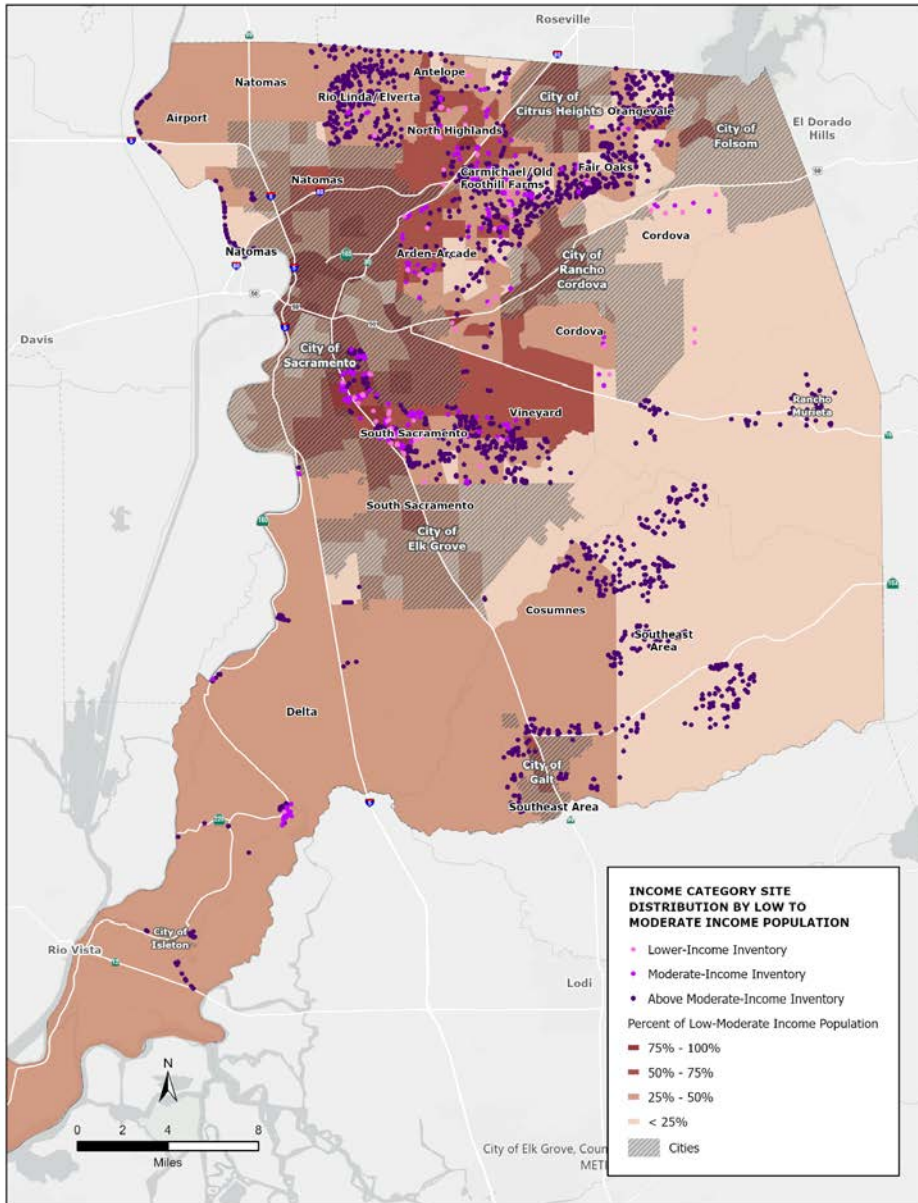 Roseville
Antelope
Natomas
Rio Linda/Elverta
City of
Citrus Heights
Orangevale
Airport
El Dorado
Hills
City of
Folsom
North Highlands
Natomas
Carmichael/Old
Foothill Farms
Fair Oaks
Natomas
Arden-Arcade
Cordova
City of
Rancho
Cordova
Davis
Cordova
City of
Sacramento
Rancho
Murieta
Vineyard
South Sacramento
South Sacramento
City of
Elk Grove
Cosumnes
Southeast
Area
Delta
City of
Galt
Southeast Area
City of
Isleton
Rio Vista
Lodi
INCOME CATEGORY SITE
DISTRIBUTION BY LOW TO
MODERATE INCOME POPULATION
Lower-Income Inventory
Moderate-Income Inventory
Above Moderate-Income Inventory
Percent of Low-Moderate Income Population
75% - 100%
50% - 75%
25% - 50%
< 25%
Cities
N
0 2 4 8
Miles
City of Elk Grove, Coun
METI